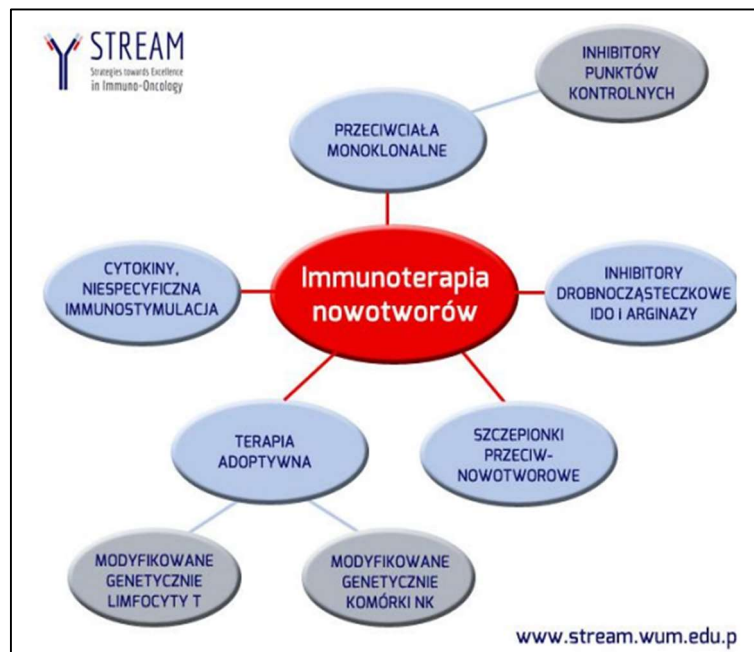 STREAM
Strategies towards Excellence
in Immuno-Oncology
INHIBITORY
PUNKTÓW
KONTROLNYCH
PRZECIWCIAŁA
MONOKLONALNE
CYTOKINY,
NIESPECYFICZNA
IMMUNOSTYMULACJA
Immunoterapia
nowotworów
INHIBITORY
DROBNOCZĄSTECZKOWE
IDO I ARGINAZY
TERAPIA
ADOPTYWNA
SZCZEPIONKI
PRZECIW-
NOWOTWOROWE
MODYFIKOWANE
GENETYCZNIE
LIMFOCYTY T
MODYFIKOWANE
GENETYCZNIE
KOMÓRKI NK
www.stream.wum.edu.p